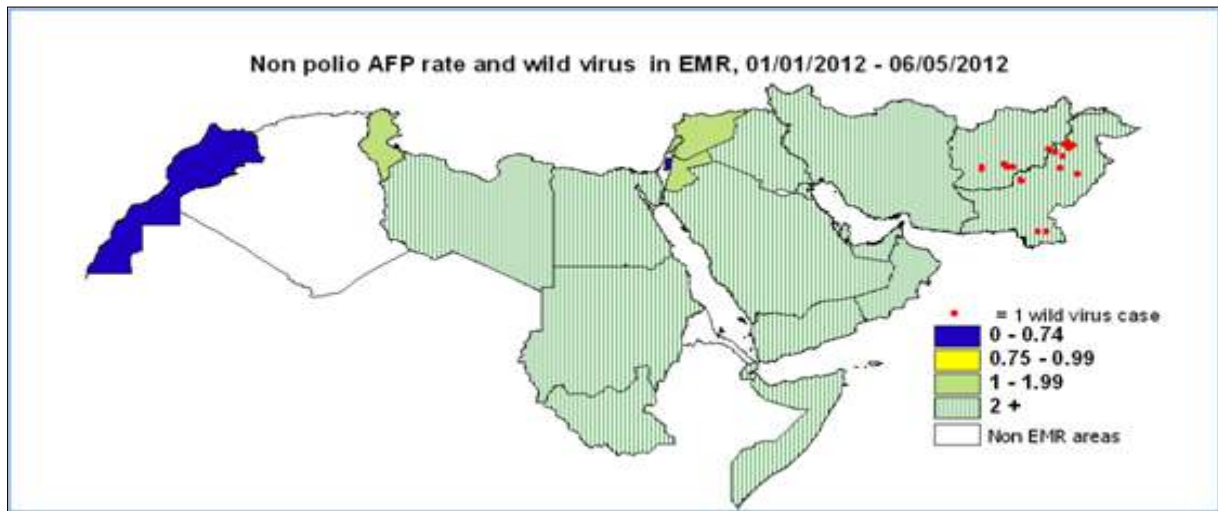 Non polio AFP rate and wild virus in EMR, 01/01/2012 - 06/05/2012
= 1 wild virus case
0 - 0.74
0.75 - 0.99
1 - 1.99
2 +
Non EMR areas